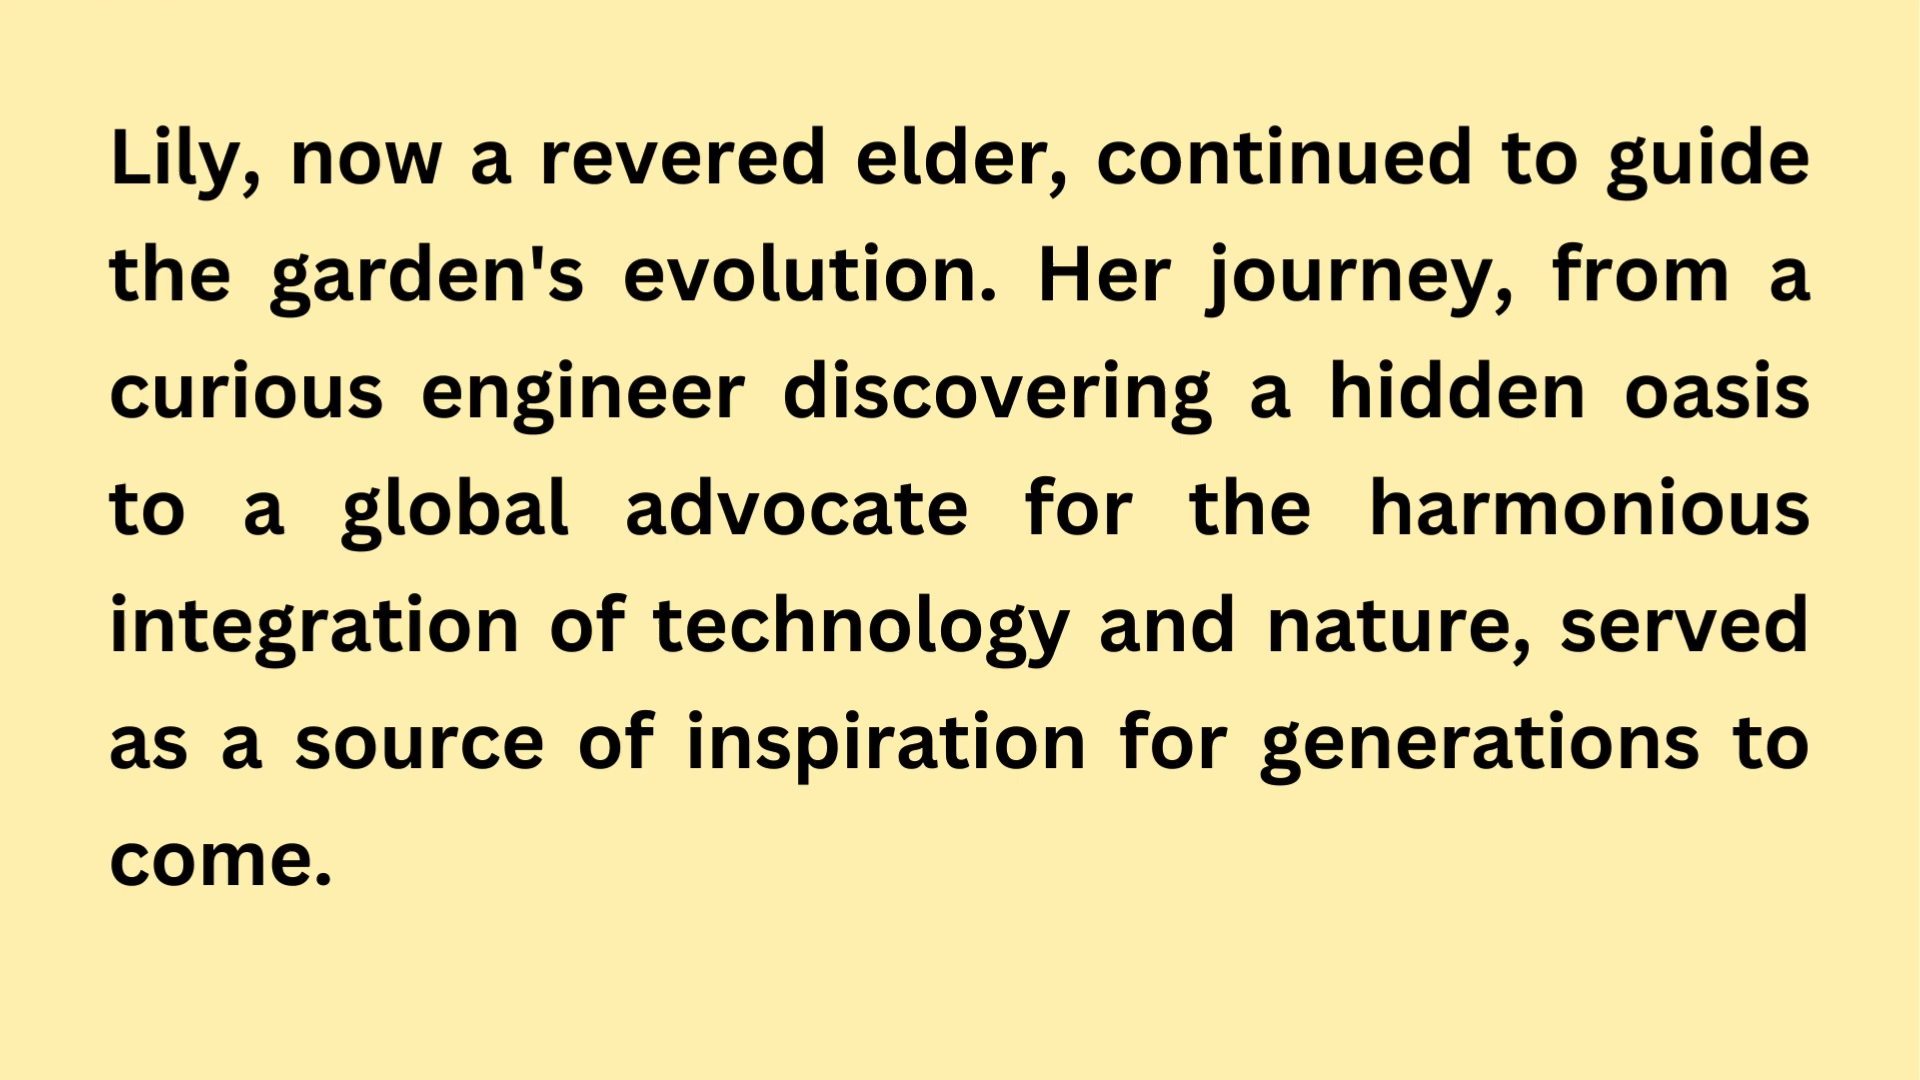 Lily, now a revered elder, continued to guide
the garden's evolution. Her journey, from a
curious engineer discovering a hidden oasis
to a global advocate for the harmonious
integration of technology and nature, served
as a source of inspiration for generations to
come.